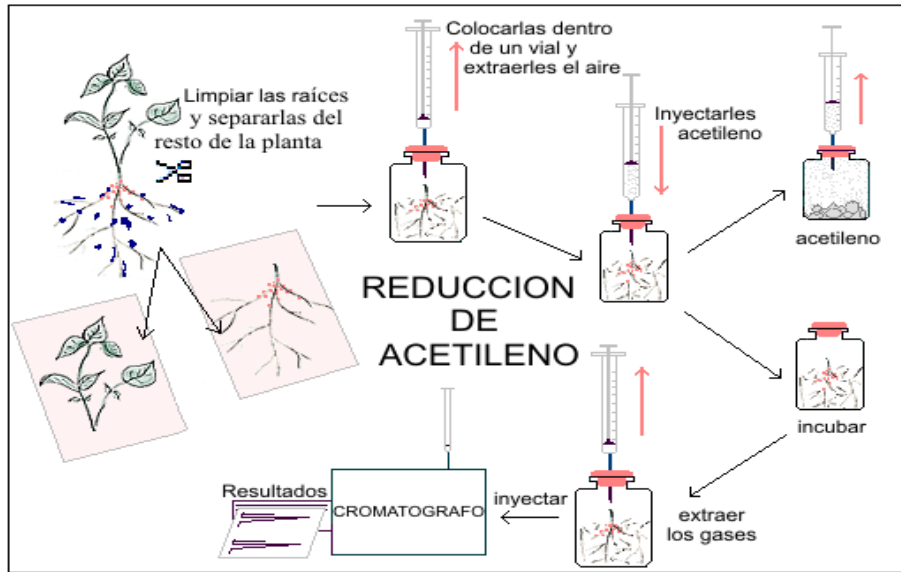 Limpiar las raíces
y separarlas del
resto de la planta
Colocarlas dentro
de un vial y
extraerles el aire
Inyectarles
acetileno
acetileno
REDUCCION
DE
ACETILENO
incubar
extraer
los gases
inyectar
CROMATOGRAFO
Resultados